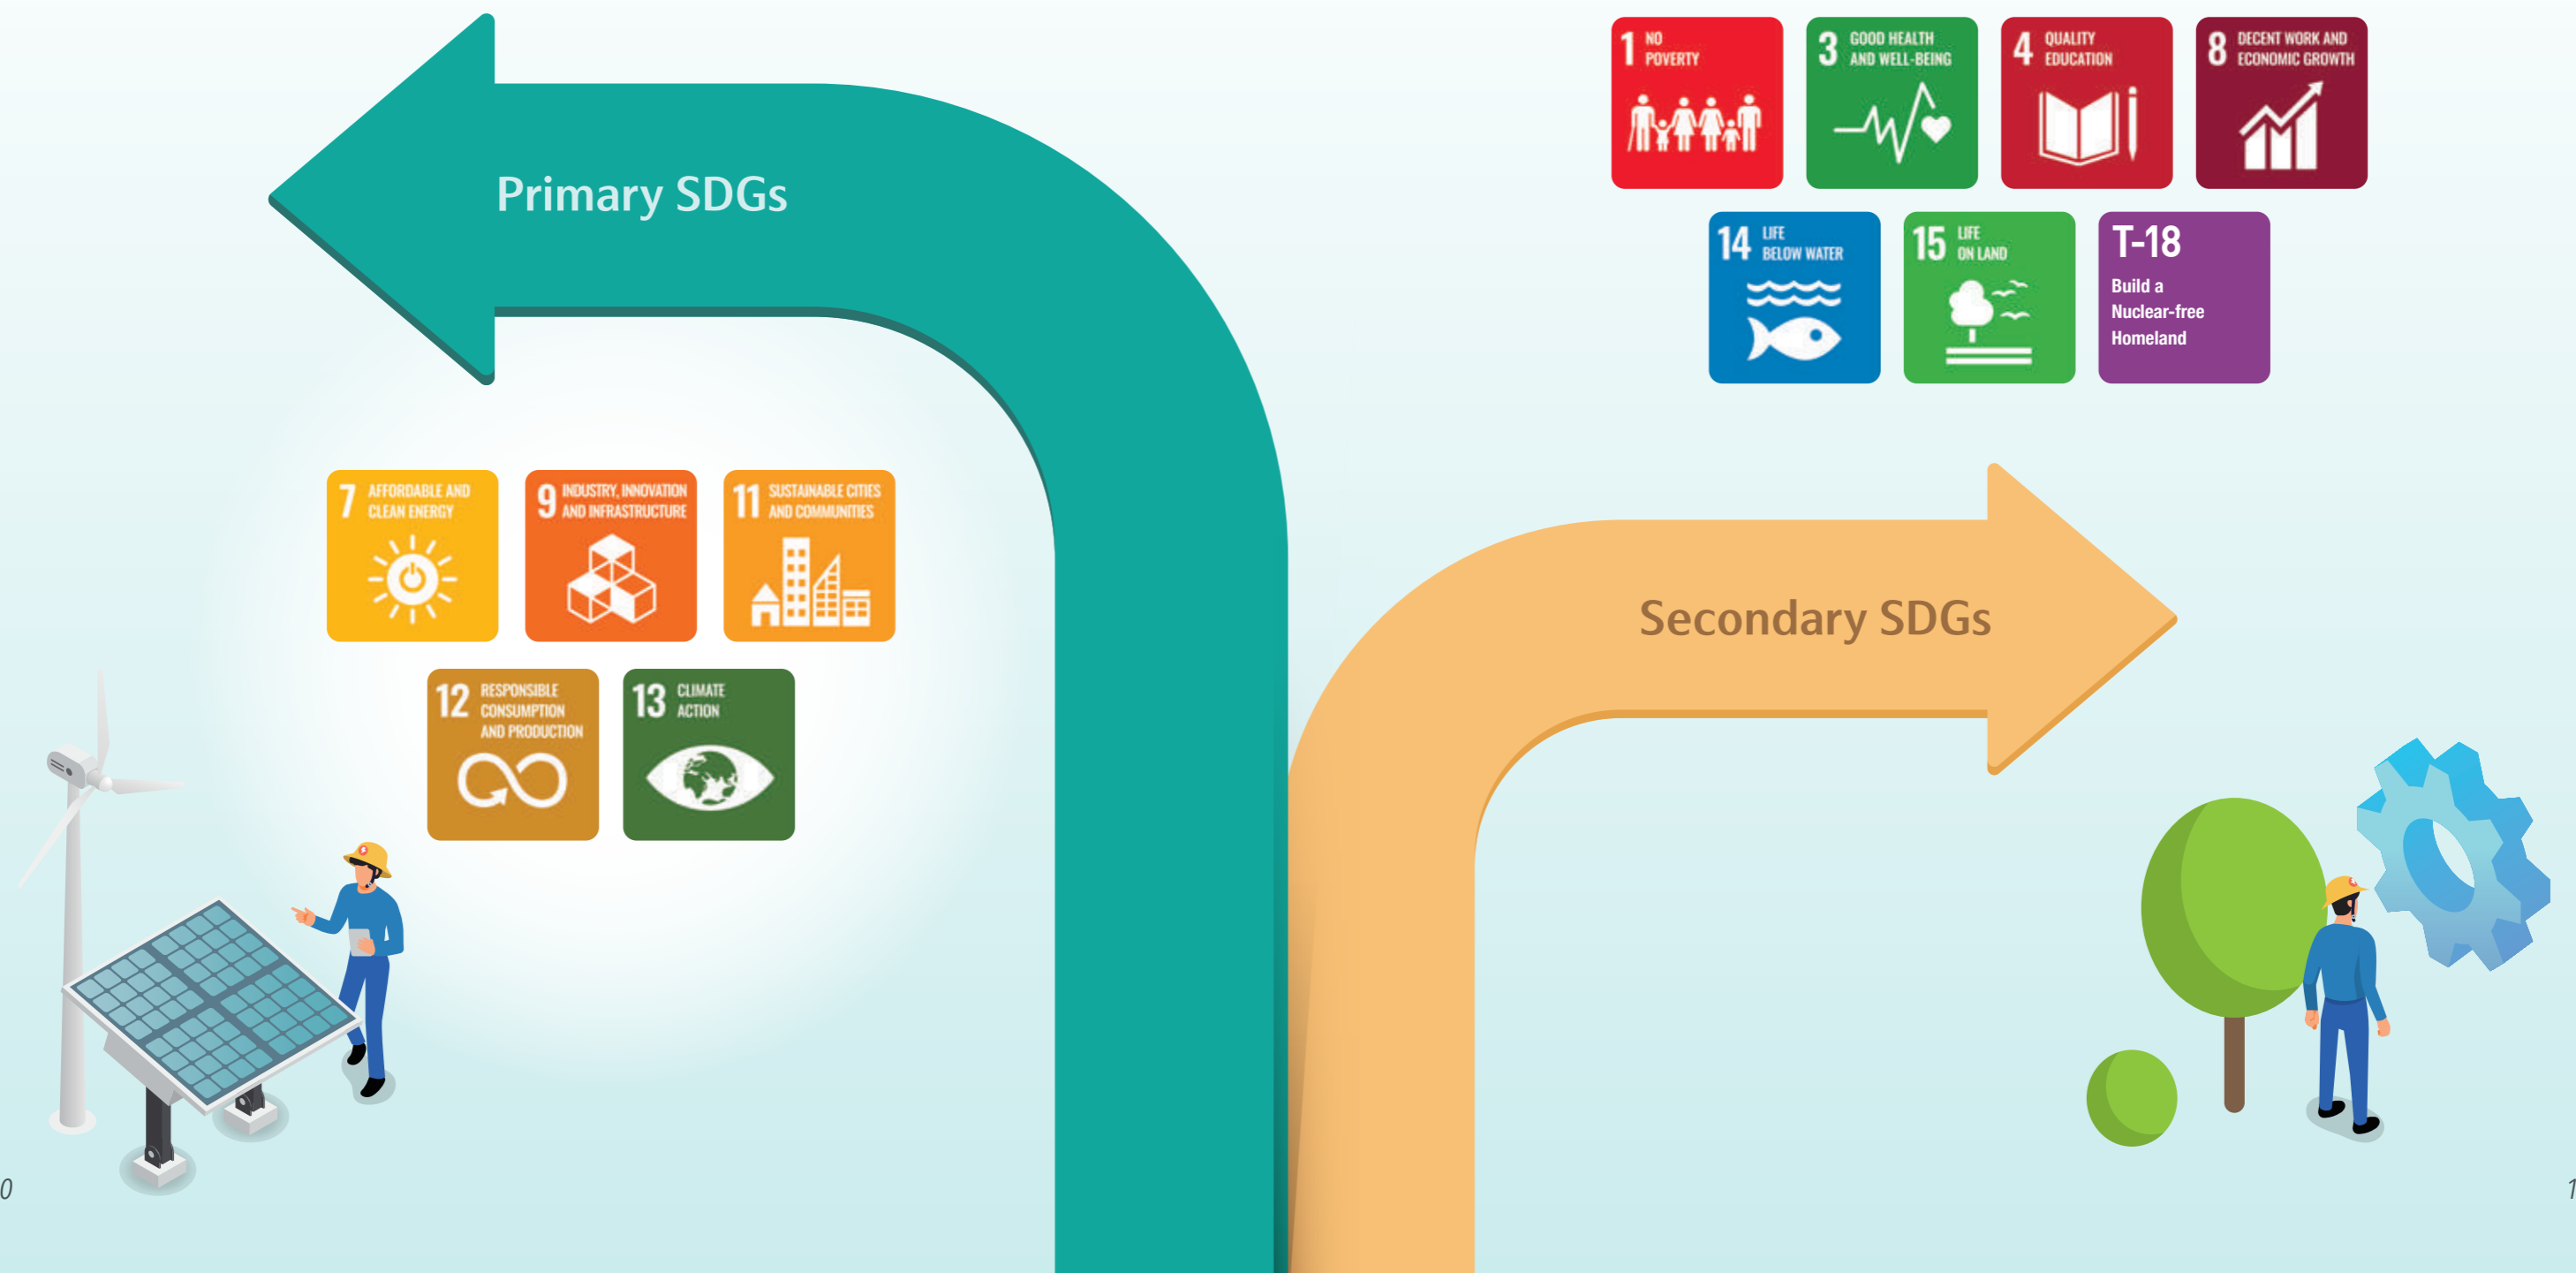 Primary SDGs
7 AFFORDABLE AND
CLEAN ENERGY
9 INDUSTRY, INNOVATION
AND INFRASTRUCTURE
11 SUSTAINABLE CITIES
AND COMMUNITIES
12 RESPONSIBLE
CONSUMPTION
AND PRODUCTION
13 CLIMATE
ACTION
0
1 NO
POVERTY
3 GOOD HEALTH
AND WELL-BEING
4 QUALITY
EDUCATION
8 DECENT WORK AND
ECONOMIC GROWTH
14 LIFE
BELOW WATER
15 LIFE
ON LAND
T-18
Build a
Nuclear-free
Homeland
Secondary SDGs
1